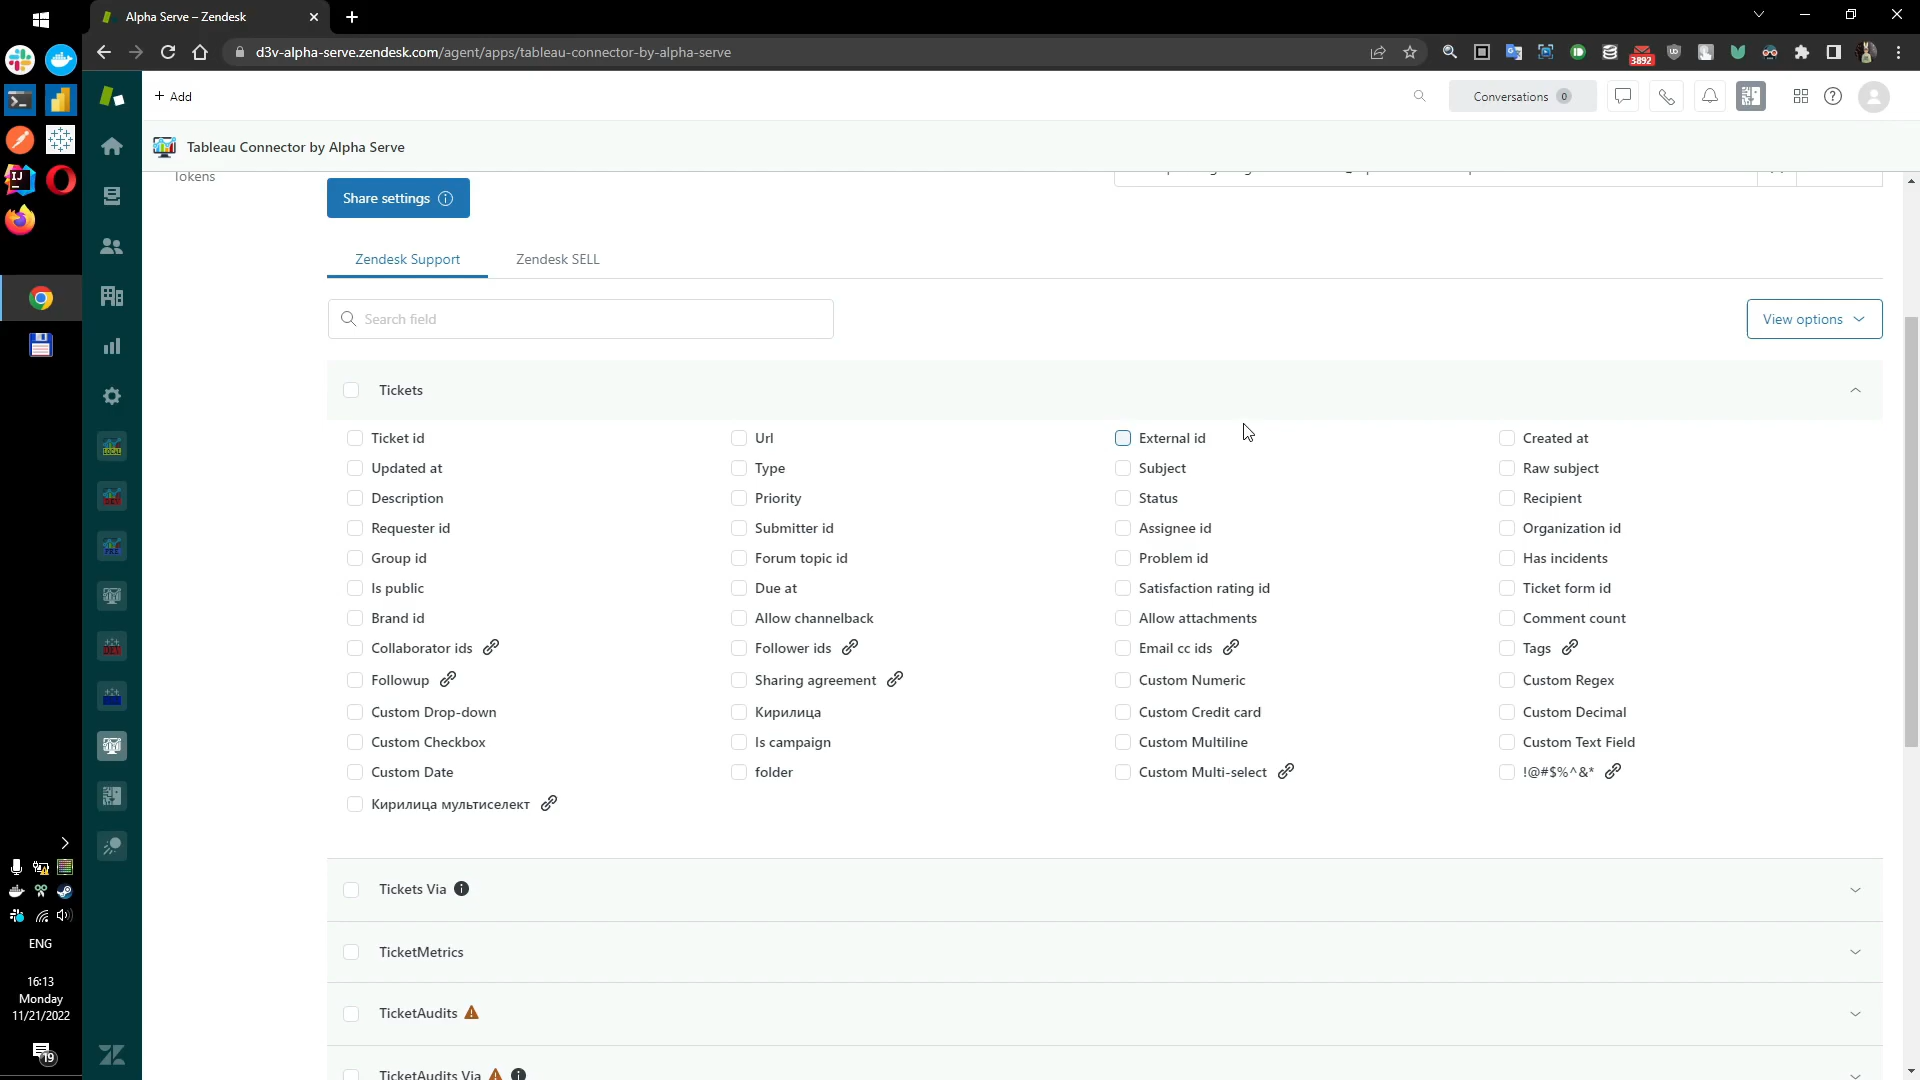 Alpha Serve – Zendesk
d3v-alpha-serve.zendesk.com/agent/apps/tableau-connector-by-alpha-serve
3892
+ Add
Conversations 0
Tableau Connector by Alpha Serve
Tokens
Share settings
Zendesk Support
Zendesk SELL
Search field
View options
Tickets
Ticket id
Url
External id
Created at
Updated at
Type
Subject
Raw subject
Description
Priority
Status
Recipient
Requester id
Submitter id
Assignee id
Organization id
Group id
Forum topic id
Problem id
Has incidents
Is public
Due at
Satisfaction rating id
Ticket form id
Brand id
Allow channelback
Allow attachments
Comment count
Collaborator ids
Follower ids
Email cc ids
Tags
Followup
Sharing agreement
Custom Numeric
Custom Regex
Custom Drop-down
Кирилица
Custom Credit card
Custom Decimal
Custom Checkbox
Is campaign
Custom Multiline
Custom Text Field
Custom Date
folder
Custom Multi-select
!@#$%^&*
Кирилица мультиселект
Tickets Via
TicketMetrics
TicketAudits
TicketAudits Via
ENG
16:13
Monday
11/21/2022
19